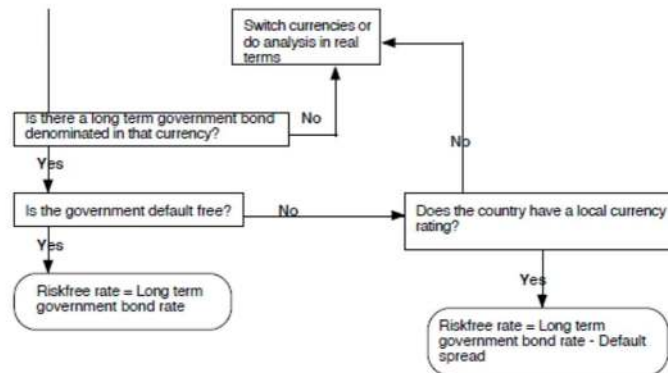 Switch currencies or
do analysis in real
terms
Is there a long term government bond
denominated in that currency?
No
No
Yes
Is the government default free?
No
Does the country have a local currency
rating?
Yes
Yes
Riskfree rate = Long term
government bond rate
Riskfree rate = Long term
government bond rate - Default
spread